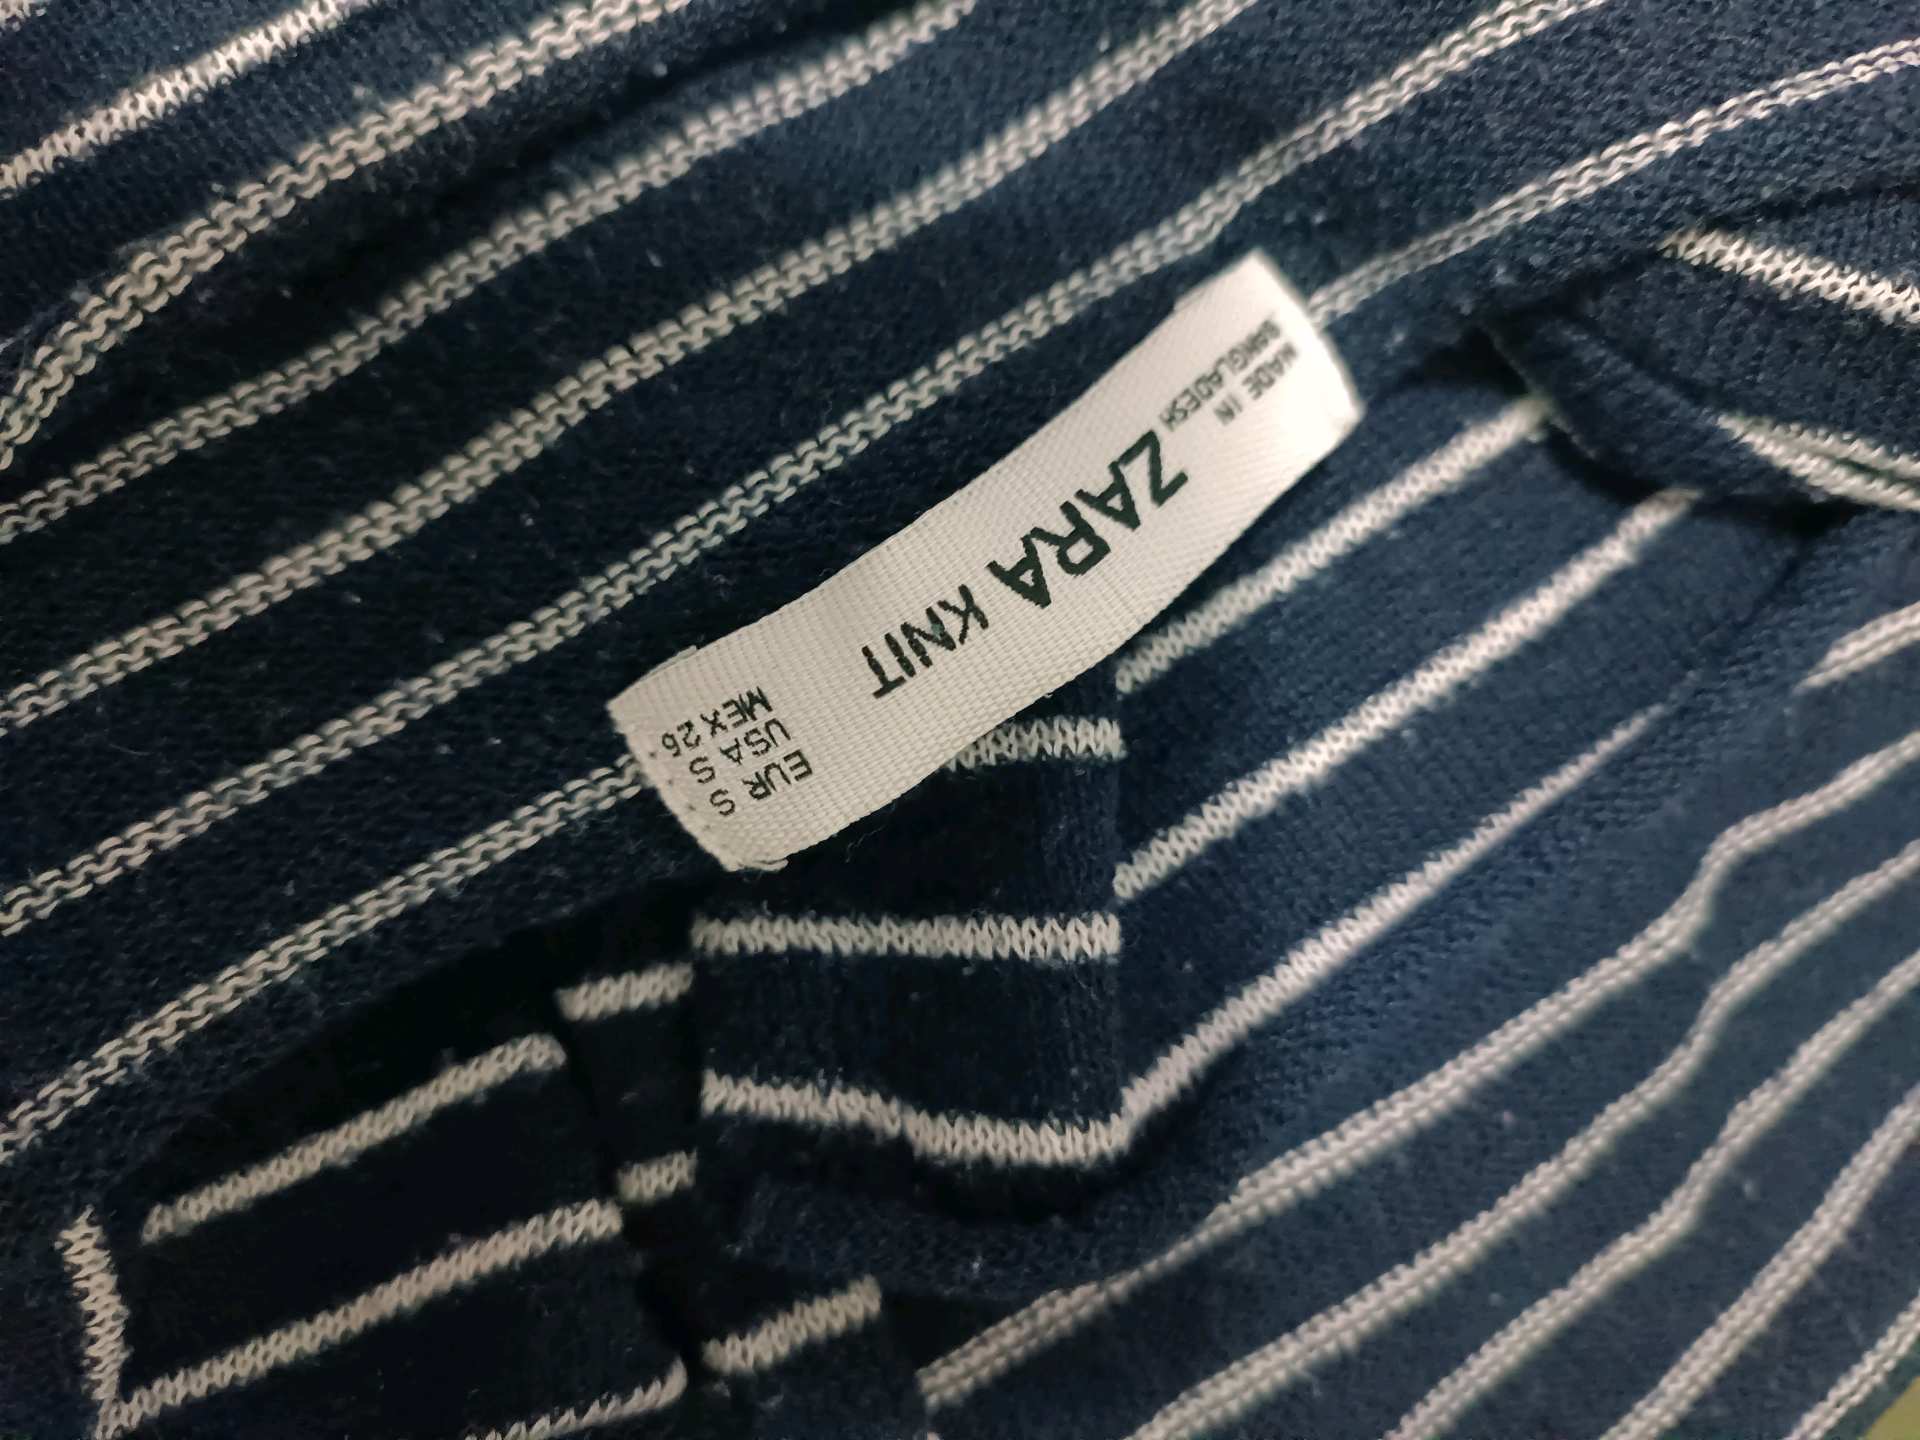 MADE IN
BANGLADESH
ZARA KNIT
EUR S
USA S
MEX 26